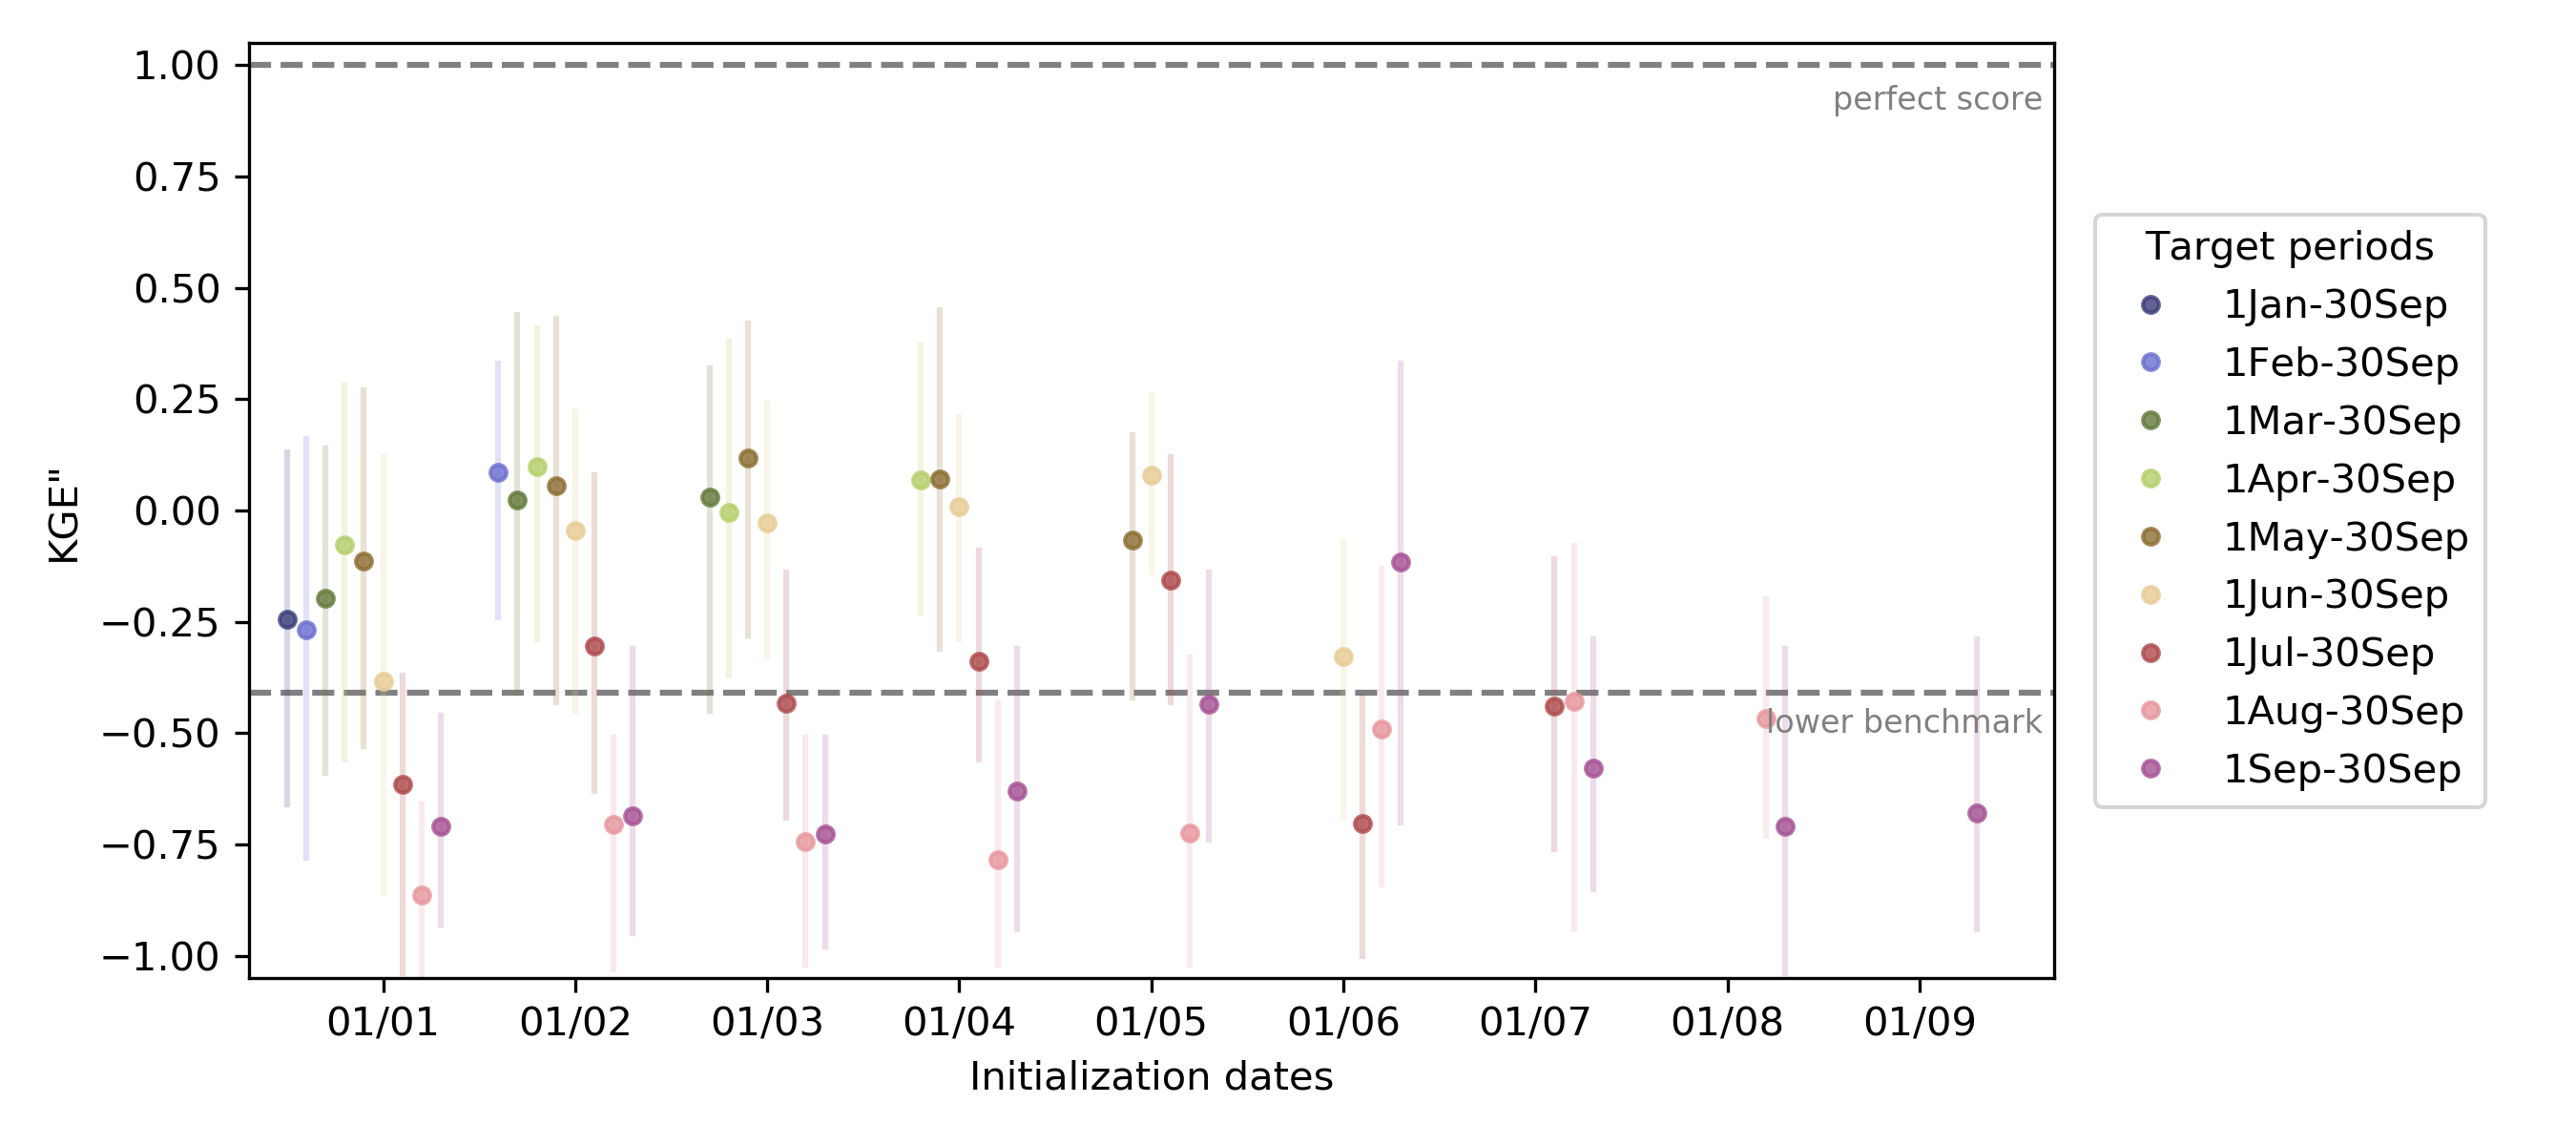 1.00
0.75
0.50
0.25
0.00
−0.25
−0.50
−0.75
−1.00
KGE"
perfect score
lower benchmark
01/01 01/02 01/03 01/04 01/05 01/06 01/07 01/08 01/09
Initialization dates
Target periods
1Jan-30Sep
1Feb-30Sep
1Mar-30Sep
1Apr-30Sep
1May-30Sep
1Jun-30Sep
1Jul-30Sep
1Aug-30Sep
1Sep-30Sep